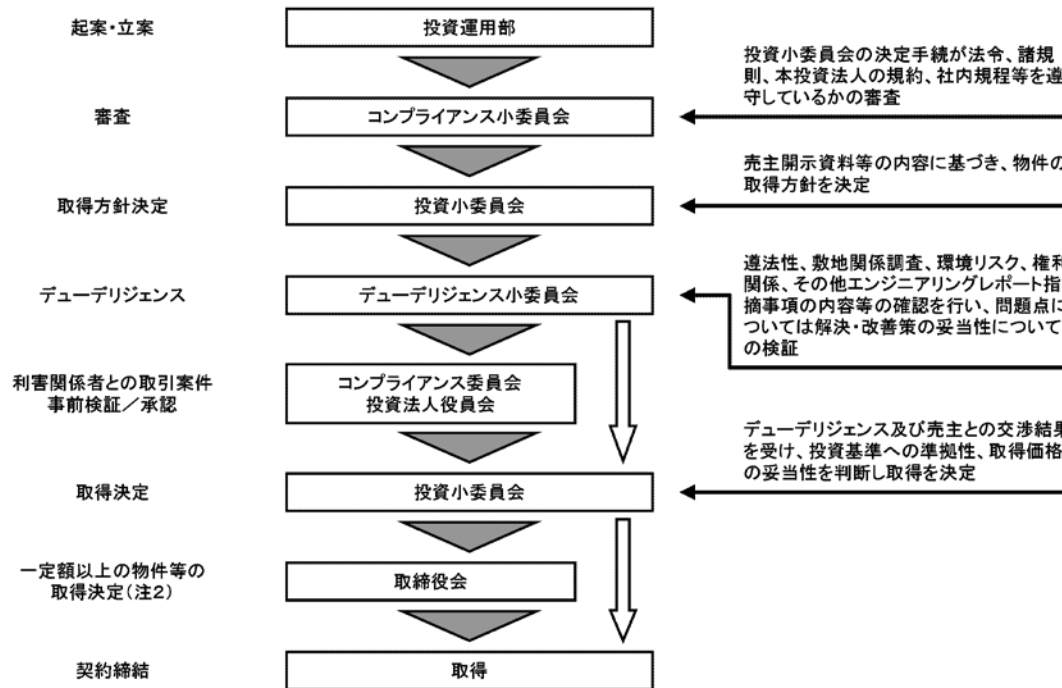 起案・立案
投資運用部
投資小委員会の決定手続が法令、諸規
則、本投資法人の規約、社内規程等を遵
守しているかの審査
審査
コンプライアンス小委員会
売主開示資料等の内容に基づき、物件の
取得方針を決定
取得方針決定
投資小委員会
遵法性、敷地関係調査、環境リスク、権利
関係、その他エンジニアリングレポート指
摘事項の内容等の確認を行い、問題点に
ついては解決・改善策の妥当性について
の検証
デューデリジェンス
デューデリジェンス小委員会
利害関係者との取引案件
事前検証／承認
コンプライアンス委員会
投資法人役員会
デューデリジェンス及び売主との交渉結果
を受け、投資基準への準拠性、取得価格
の妥当性を判断し取得を決定
取得決定
投資小委員会
一定額以上の物件等の
取得決定(注2)
取締役会
契約締結
取得